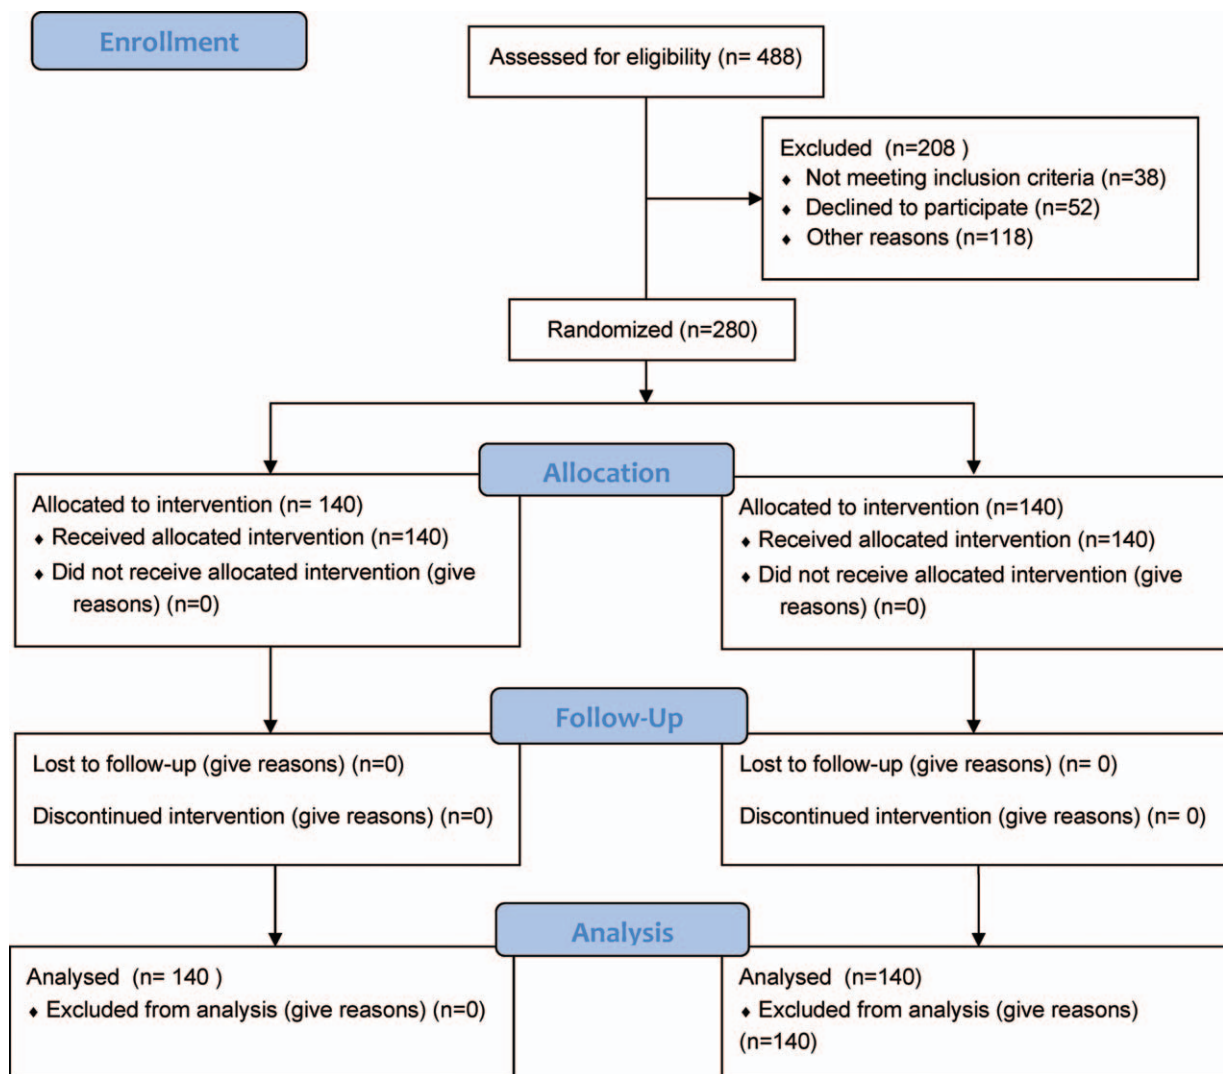 Enrollment
Assessed for eligibility (n= 488)
Excluded (n=208 )
♦ Not meeting inclusion criteria (n=38)
♦ Declined to participate (n=52)
♦ Other reasons (n=118)
Randomized (n=280)
Allocation
Allocated to intervention (n= 140)
♦ Received allocated intervention (n=140)
♦ Did not receive allocated intervention (give
reasons) (n=0)
Allocated to intervention (n=140)
♦ Received allocated intervention (n=140)
♦ Did not receive allocated intervention (give
reasons) (n=0)
Follow-Up
Lost to follow-up (give reasons) (n=0)
Discontinued intervention (give reasons) (n=0)
Lost to follow-up (give reasons) (n= 0)
Discontinued intervention (give reasons) (n= 0)
Analysis
Analysed (n= 140 )
♦ Excluded from analysis (give reasons) (n=0)
Analysed (n=140)
♦ Excluded from analysis (give reasons)
(n=140)